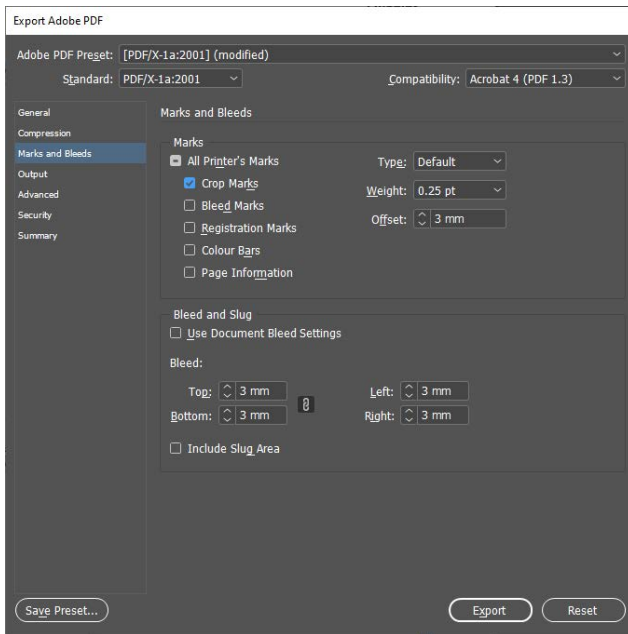 Export Adobe PDF
Adobe PDF Preset: [PDF/X-1a:2001] (modified)
Standard: PDF/X-1a:2001 Compatibility: Acrobat 4 (PDF 1.3)
General
Compression
Marks and Bleeds
Output
Advanced
Security
Summary
Marks and Bleeds
Marks
All Printer's Marks Type: Default
Crop Marks Weight: 0.25 pt
Bleed Marks Offset: 3 mm
Registration Marks
Colour Bars
Page Information
Bleed and Slug
Use Document Bleed Settings
Bleed:
Top: 3 mm Left: 3 mm
Bottom: 3 mm Right: 3 mm
Include Slug Area
Save Preset... Export Reset